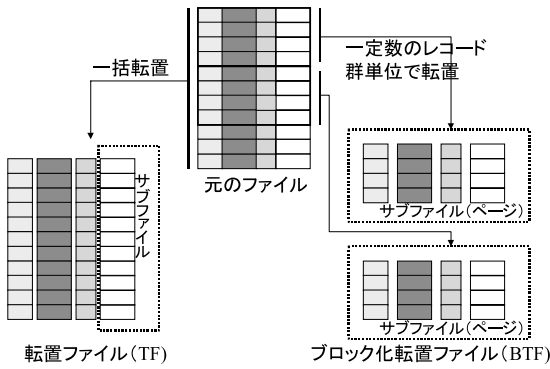 一括転置
一定数のレコード
群単位で転置
元のファイル
サブファイル
サブファイル(ページ)
サブファイル(ページ)
転置ファイル(TF)
ブロック化転置ファイル(BTF)